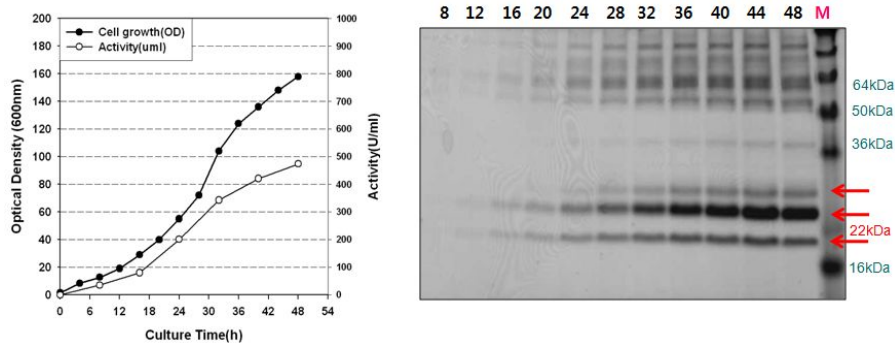 200
180
160
140
120
100
80
60
40
20
0
Optical Density (600nm)
Cell growth(OD)
Activity(uml)
1000
900
800
700
600
500
400
300
200
100
0
Activity(U/ml)
0 6 12 18 24 30 36 42 48 54
Culture Time(h)
8 12 16 20 24 28 32 36 40 44 48 M
64kDa
50kDa
36kDa
22kDa
16kDa